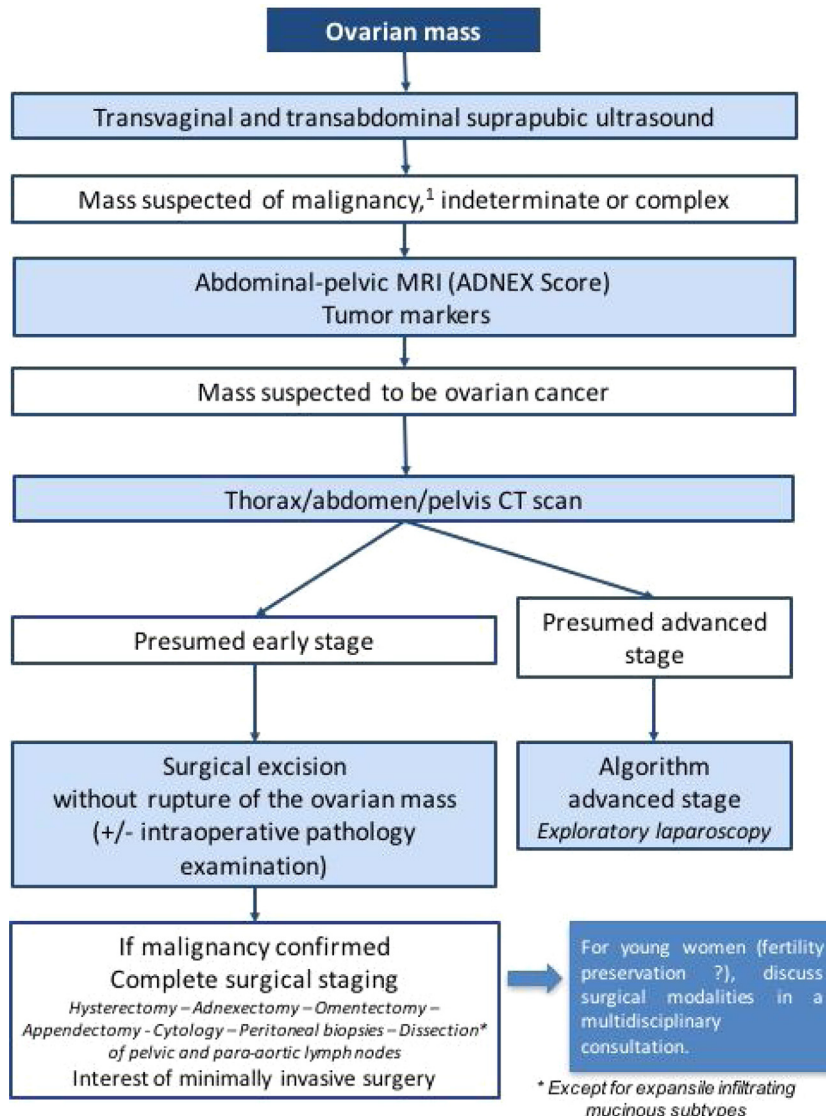 Ovarian mass
Transvaginal and transabdominal suprapubic ultrasound
Mass suspected of malignancy,¹ indeterminate or complex
Abdominal-pelvic MRI (ADNEX Score)
Tumor markers
Mass suspected to be ovarian cancer
Thorax/abdomen/pelvis CT scan
Presumed early stage
Presumed advanced
stage
Surgical excision
without rupture of the ovarian mass
(+/- intraoperative pathology
examination)
Algorithm
advanced stage
Exploratory laparoscopy
If malignancy confirmed
Complete surgical staging
Hysterectomy – Adnexectomy – Omentectomy –
Appendectomy - Cytology – Peritoneal biopsies – Dissection*
of pelvic and para-aortic lymph nodes
Interest of minimally invasive surgery
For young women (fertility
preservation ?), discuss
surgical modalities in a
multidisciplinary
consultation.
* Except for expansile infiltrating
mucinous subtypes